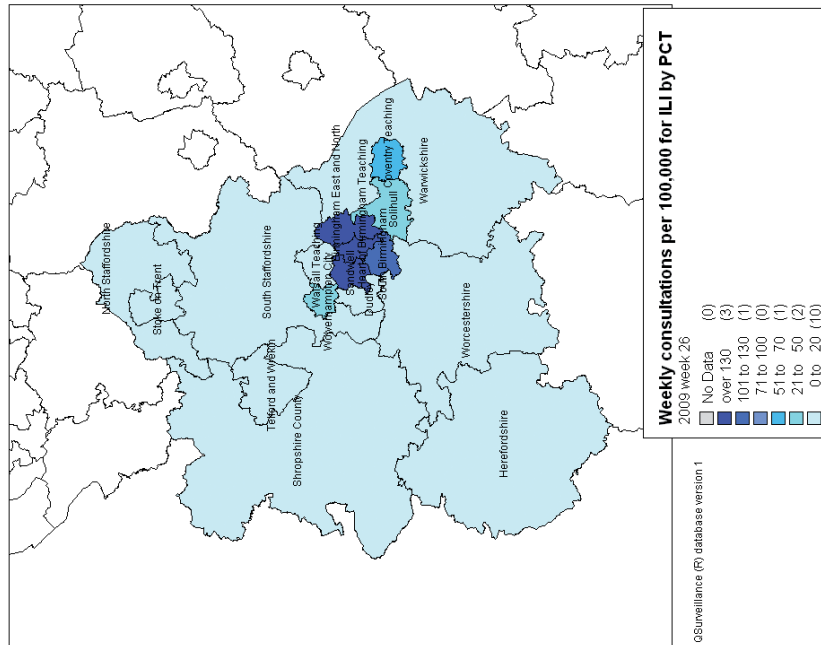 North Staffordshire
Stoke on Trent
South Staffordshire
Telford and Wrekin
Shropshire County
Walsall Teaching
Wolverhampton City
Birmingham East and North
Sandwell
Heart of Birmingham Teaching
Dudley
South Birmingham
Solihull
Coventry Teaching
Warwickshire
Worcestershire
Herefordshire
Weekly consultations per 100,000 for ILI by PCT
2009 week 26
No Data (0)
over 130 (3)
101 to 130 (1)
71 to 100 (0)
51 to 70 (1)
21 to 50 (2)
0 to 20 (10)
QSurveillance (R) database version 1